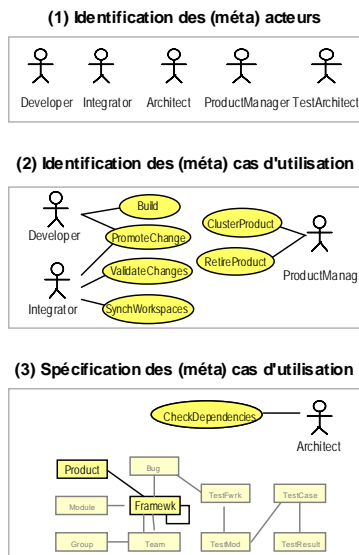 (1) Identification des (méta) acteurs
Developer Integrator Architect ProductManager TestArchitect
(2) Identification des (méta) cas d'utilisation
Build
ClusterProduct
Developer
PromoteChange
RetireProduct
ValidateChanges
ProductManag
Integrator
SynchWorkspaces
(3) Spécification des (méta) cas d'utilisation
CheckDependencies
Architect
Product
Bug
TestFwrk
TestCase
Module
Framewk
Group
Team
TestMod
TestResult